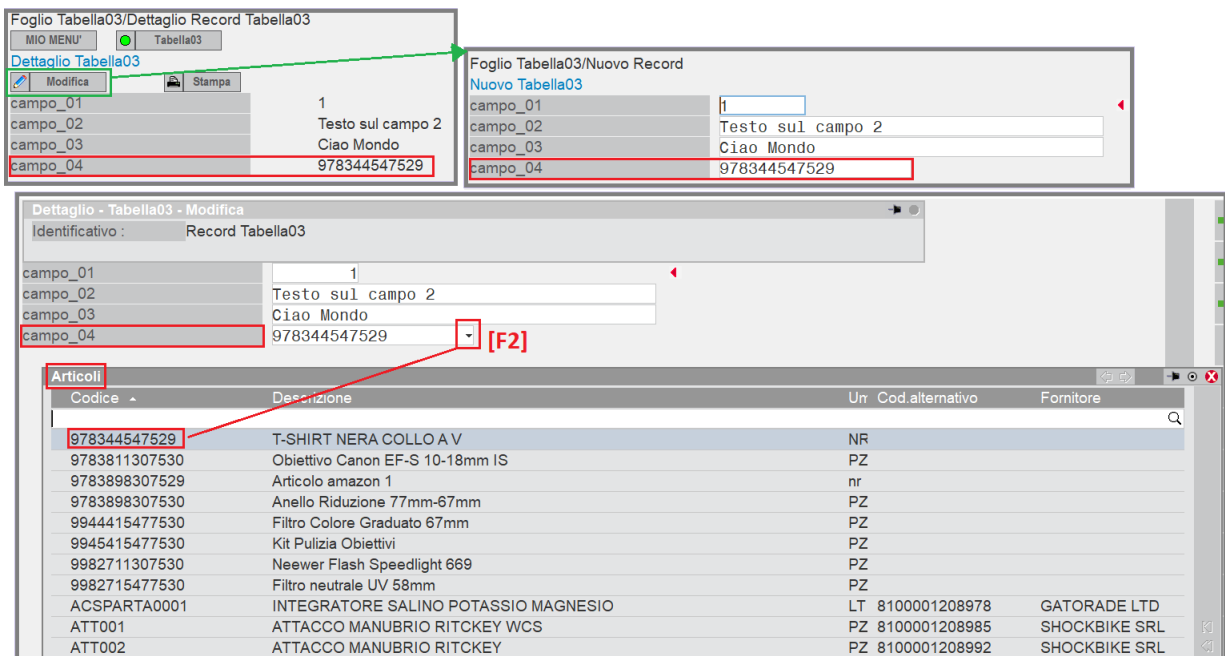 Foglio Tabella03/Dettaglio Record Tabella03
MIO MENU' Tabella03
Dettaglio Tabella03
Modifica Stampa
campo_01 1
campo_02 Testo sul campo 2
campo_03 Ciao Mondo
campo_04 978344547529
Foglio Tabella03/Nuovo Record
Nuovo Tabella03
campo_01 1
campo_02 Testo sul campo 2
campo_03 Ciao Mondo
campo_04 978344547529
Dettaglio - Tabella03 - Modifica
Identificativo : Record Tabella03
campo_01 1
campo_02 Testo sul campo 2
campo_03 Ciao Mondo
campo_04 978344547529 [F2]
Articoli
Codice Descrizione Um Cod.alternativo Fornitore
978344547529 T-SHIRT NERA COLLO A V NR
9783811307530 Obiettivo Canon EF-S 10-18mm IS PZ
9783898307529 Articolo amazon 1 nr
9783898307530 Anello Riduzione 77mm-67mm PZ
9944415477530 Filtro Colore Graduato 67mm PZ
9945415477530 Kit Pulizia Obiettivi PZ
9982711307530 Neewer Flash Speedlight 669 PZ
9982715477530 Filtro neutrale UV 58mm PZ
ACSPARTA0001 INTEGRATORE SALINO POTASSIO MAGNESIO LT 8100001208978 GATORADE LTD
ATT001 ATTACCO MANUBRIO RITCKEY WCS PZ 8100001208985 SHOCKBIKE SRL
ATT002 ATTACCO MANUBRIO RITCKEY PZ 8100001208992 SHOCKBIKE SRL